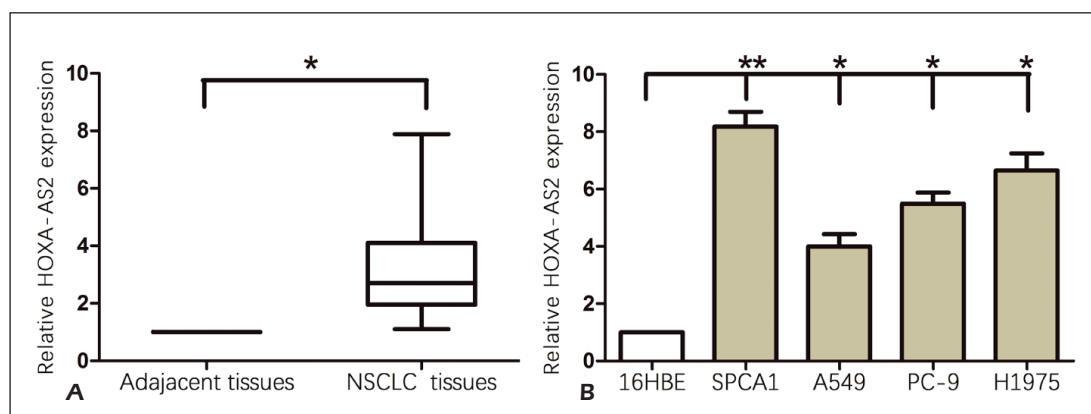 *
10
8
6
4
2
0
Relative HOXA-AS2 expression
Adajacent tissues NSCLC tissues
A
** * * *
10
8
6
4
2
0
Relative HOXA-AS2 expression
16HBE SPCA1 A549 PC-9 H1975
B